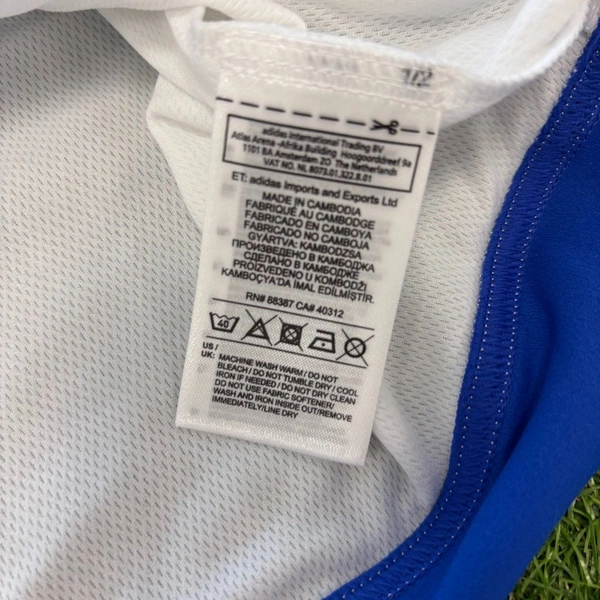 1/2
adidas International Trading BV
Atlas Arena -Afrika Building Hoogoorddreef 9a
1101 BA Amsterdam ZO The Netherlands
VAT NO. NL 8073.01.322.B.01
ET: adidas Imports and Exports Ltd
MADE IN CAMBODIA
FABRIQUÉ AU CAMBODGE
FABRICADO EN CAMBOYA
FABRICADO NO CAMBOJA
GYÁRTVA: KAMBODZSA
ПРОИЗВЕДЕНО В КАМБОДЖА
СДЕЛАНО В КАМБОДЖЕ
PROIZVEDENO U KOMBODŽI
KAMBOÇYA'DA İMAL EDİLMİŞTİR.
RN# 88387 CA# 40312
40
US /
UK: MACHINE WASH WARM / DO NOT
BLEACH / DO NOT TUMBLE DRY / COOL
IRON IF NEEDED / DO NOT DRY CLEAN
DO NOT USE FABRIC SOFTENER/
WASH AND IRON INSIDE OUT/REMOVE
IMMEDIATELY/LINE DRY